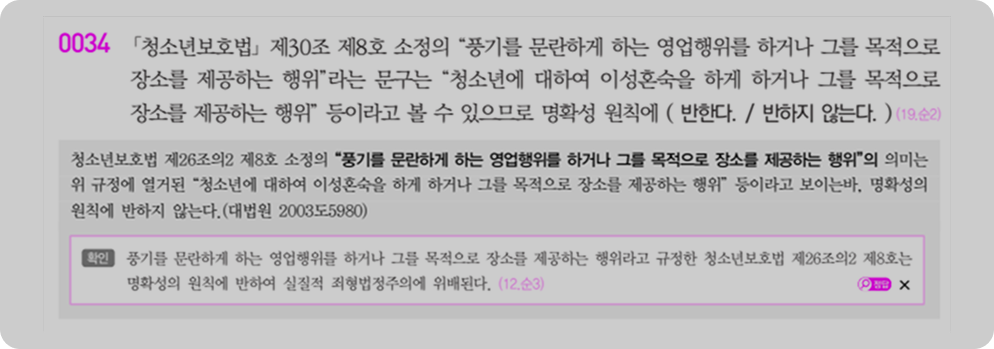 0034 「청소년보호법」 제30조 제8호 소정의 “풍기를 문란하게 하는 영업행위를 하거나 그를 목적으로
장소를 제공하는 행위”라는 문구는 “청소년에 대하여 이성혼숙을 하게 하거나 그를 목적으로
장소를 제공하는 행위” 등이라고 볼 수 있으므로 명확성 원칙에 ( 반한다. / 반하지 않는다. ) (19.순2)
청소년보호법 제26조의2 제8호 소정의 “풍기를 문란하게 하는 영업행위를 하거나 그를 목적으로 장소를 제공하는 행위”의 의미는
위 규정에 열거된 “청소년에 대하여 이성혼숙을 하게 하거나 그를 목적으로 장소를 제공하는 행위” 등이라고 보이는바, 명확성의
원칙에 반하지 않는다.(대법원 2003도5980)
확인 풍기를 문란하게 하는 영업행위를 하거나 그를 목적으로 장소를 제공하는 행위라고 규정한 청소년보호법 제26조의2 제8호는
명확성의 원칙에 반하여 실질적 죄형법정주의에 위배된다. (12.순3) ×